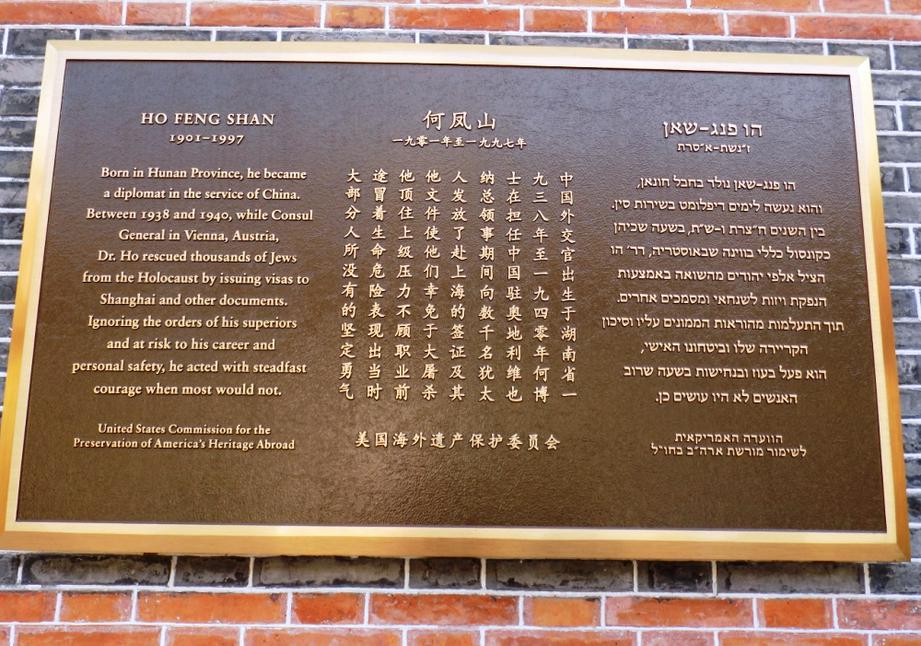 HO FENG SHAN
1901–1997
Born in Hunan Province, he became
a diplomat in the service of China.
Between 1938 and 1940, while Consul
General in Vienna, Austria,
Dr. Ho rescued thousands of Jews
from the Holocaust by issuing visas to
Shanghai and other documents.
Ignoring the orders of his superiors
and at risk to his career and
personal safety, he acted with steadfast
courage when most would not.
United States Commission for the
Preservation of America's Heritage Abroad
何凤山
一九零一年至一九九七年
中国外交官出生于湖南省一
九三八年至一九四零年何博
士在担任中国驻奥地利维也
纳总领事期间向数千名犹太
人发放了赴上海的签证及其
他文件使他们幸免于大屠杀
他顶住上级压力不顾职业前
途冒着生命危险表现出当时
大部分人所没有的坚定勇气
美国海外遗产保护委员会
הו פנג-שאן
תרס״א-תשנ״ז
הו פנג-שאן נולד בחבל חונאן,
והוא נעשה לימים דיפלומט בשירות סין.
בין השנים תרצ״ח ו-ת״ש, בשעה שכיהן
כקונסול כללי בווינה שבאוסטריה, דר׳ הו
הציל אלפי יהודים מהשואה באמצעות
הנפקת ויזות לשנחאי ומסמכים אחרים.
תוך התעלמות מהוראות הממונים עליו וסיכון
הקריירה שלו וביטחונו האישי,
הוא פעל בעוז ובנחישות בשעה שרוב
האנשים לא היו עושים כן.
הוועדה האמריקאית
לשימור מורשת ארה״ב בחו״ל